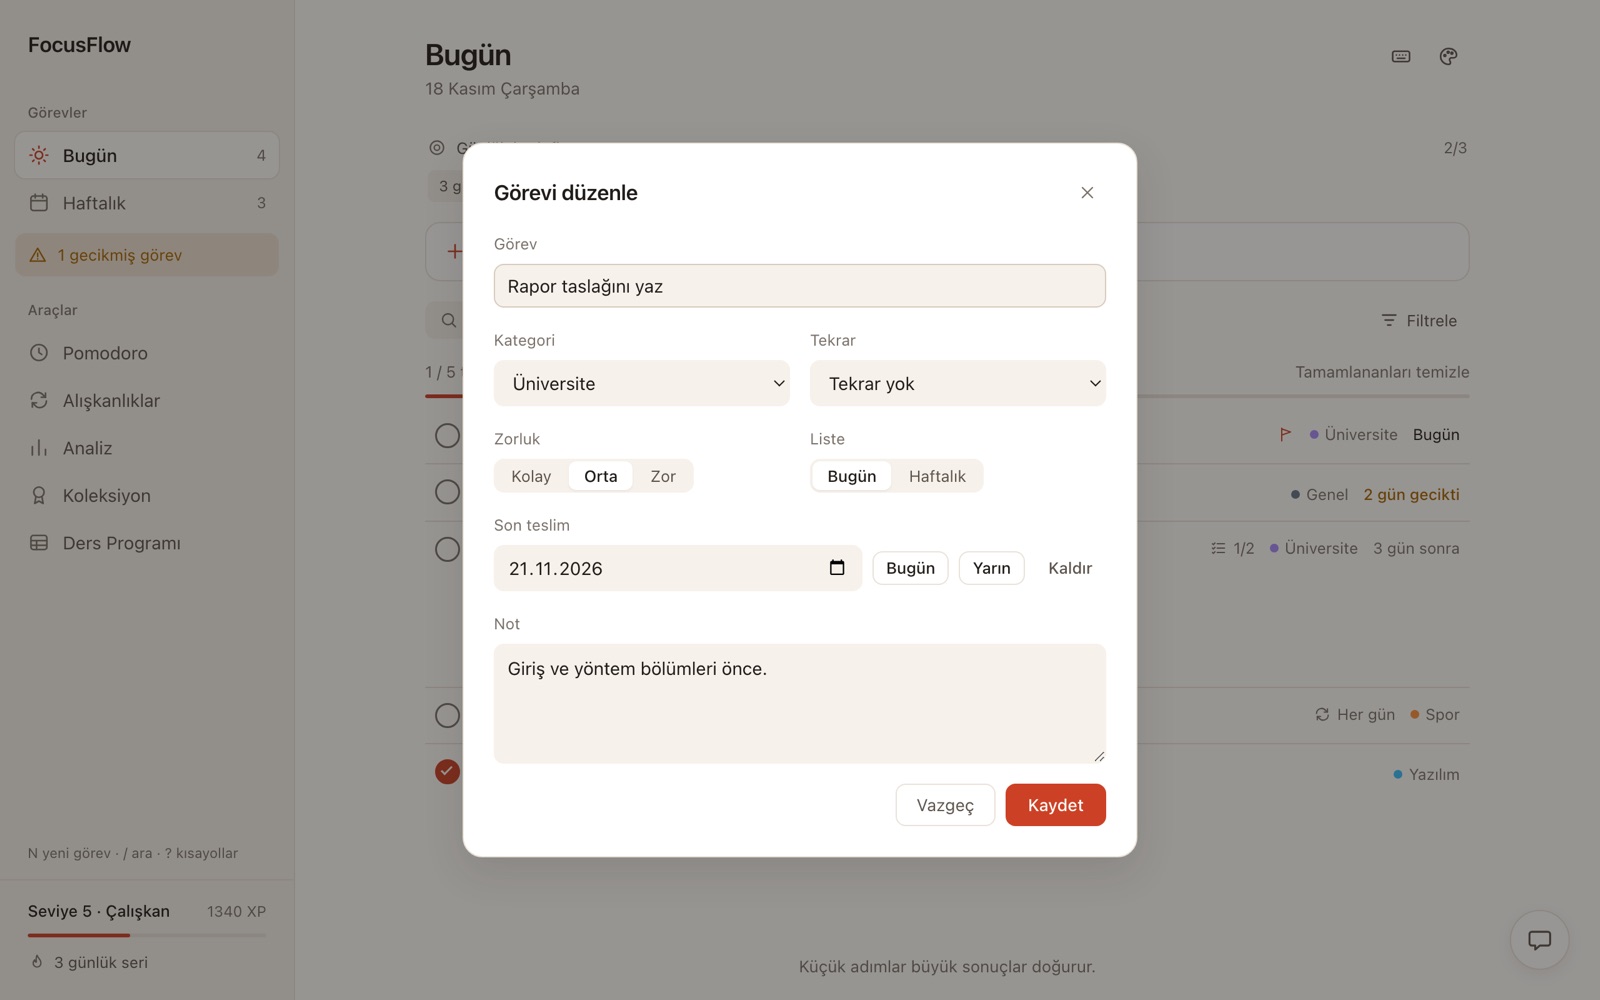 FocusFlow
Görevler
Bugün 4
Haftalık 3
1 gecikmiş görev
Araçlar
Pomodoro
Alışkanlıklar
Analiz
Koleksiyon
Ders Programı
N yeni görev · / ara · ? kısayollar
Seviye 5 · Çalışkan 1340 XP
3 günlük seri
Bugün
18 Kasım Çarşamba
2/3
3 g
Filtrele
1 / 5
Tamamlananları temizle
Üniversite Bugün
Genel 2 gün gecikti
1/2 Üniversite 3 gün sonra
Her gün Spor
Yazılım
Küçük adımlar büyük sonuçlar doğurur.
Görevi düzenle
Görev
Rapor taslağını yaz
Kategori Tekrar
Üniversite Tekrar yok
Zorluk Liste
Kolay Orta Zor Bugün Haftalık
Son teslim
21.11.2026 Bugün Yarın Kaldır
Not
Giriş ve yöntem bölümleri önce.
Vazgeç Kaydet